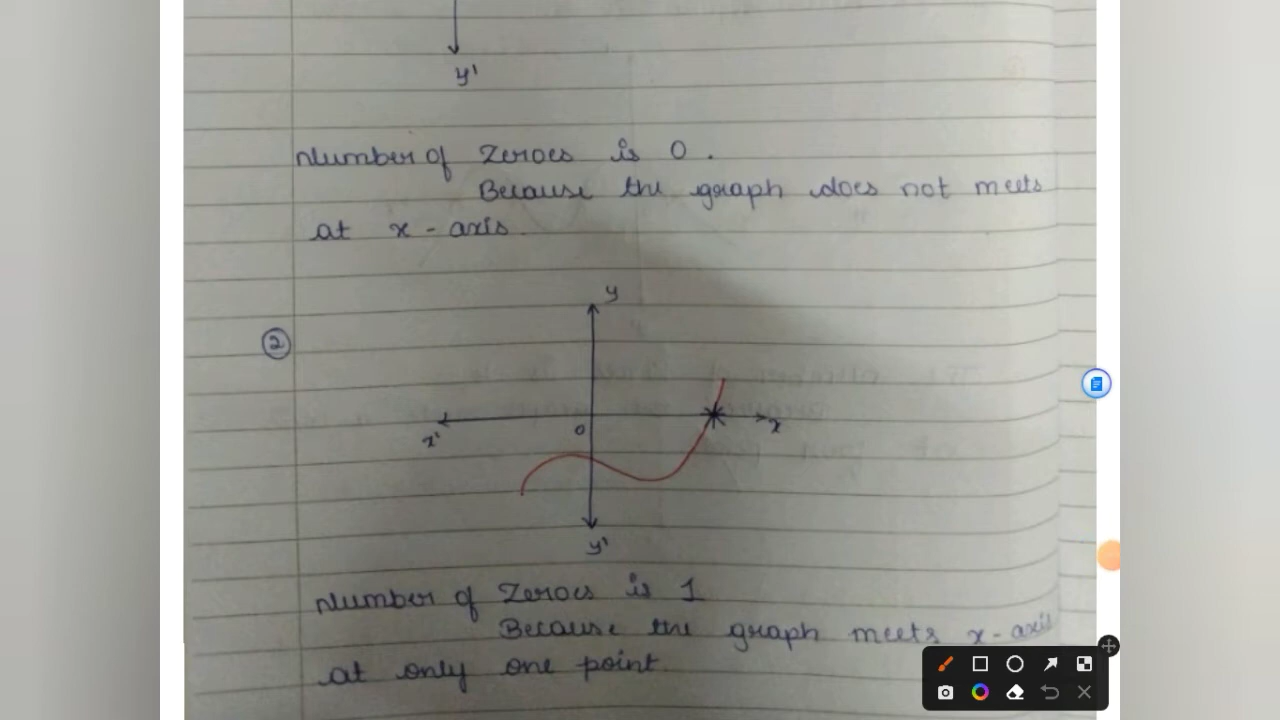 y'
Number of Zeroes is 0.
Because the graph does not meets
at x-axis.
y
2
x'
0
x
y'
Number of Zeroes is 1
Because the graph meets x-axis
at only one point.